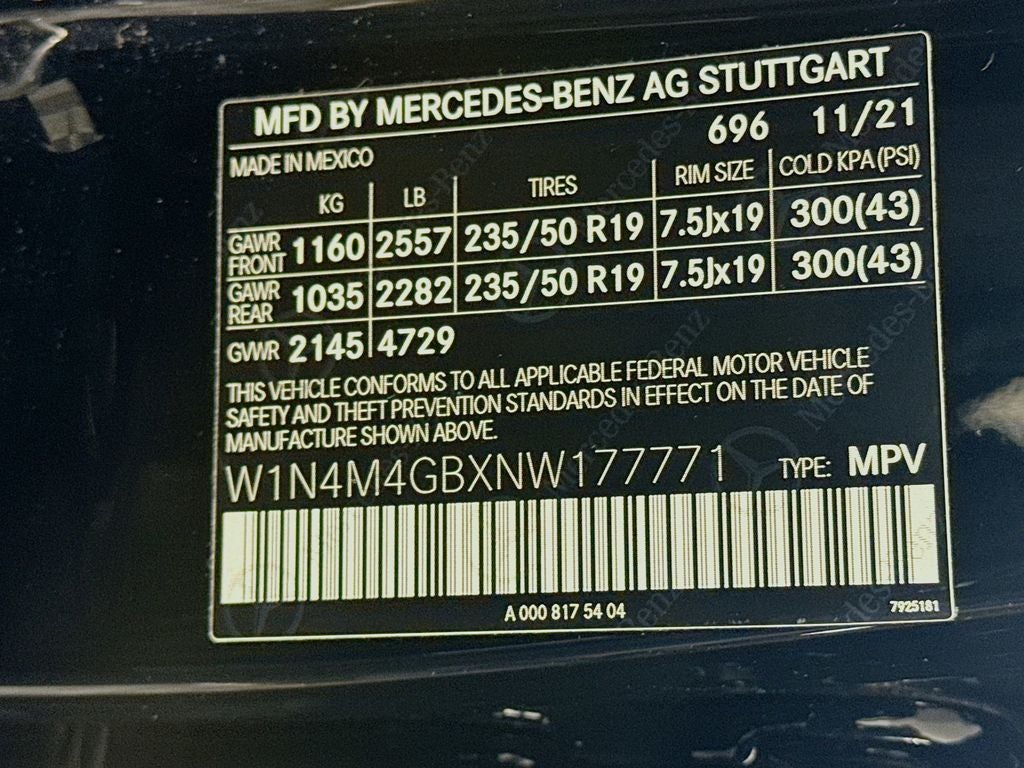 MFD BY MERCEDES-BENZ AG STUTTGART
696 11/21
MADE IN MEXICO
KG LB TIRES RIM SIZE COLD KPA (PSI)
GAWR FRONT 1160 2557 235/50 R19 7.5Jx19 300(43)
GAWR REAR 1035 2282 235/50 R19 7.5Jx19 300(43)
GVWR 2145 4729
THIS VEHICLE CONFORMS TO ALL APPLICABLE FEDERAL MOTOR VEHICLE
SAFETY AND THEFT PREVENTION STANDARDS IN EFFECT ON THE DATE OF
MANUFACTURE SHOWN ABOVE.
W1N4M4GBXNW177771 TYPE: MPV
A 000 817 54 04
7925181